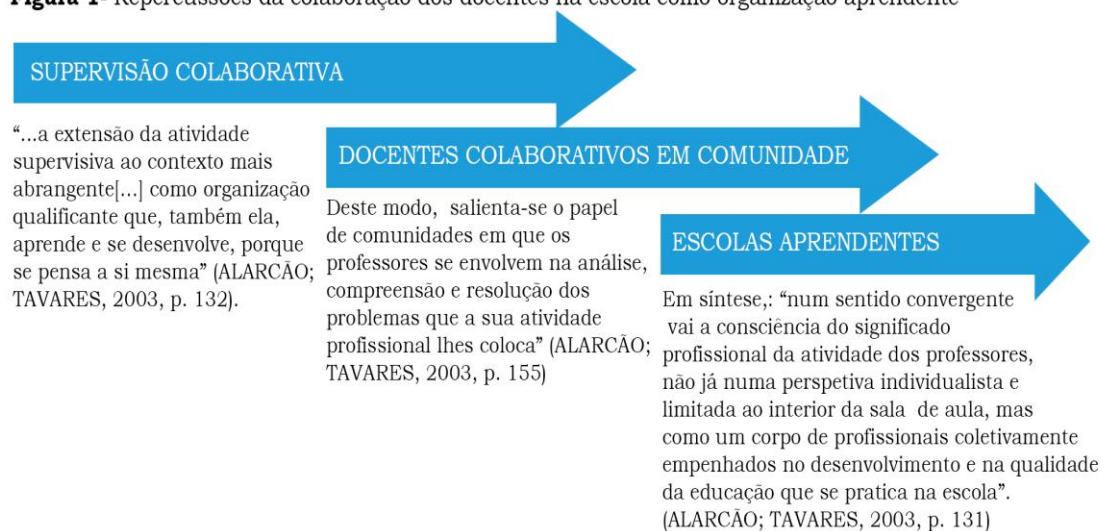 Figura 1- Repercussões da colaboração dos docentes na escola como organização aprendente
SUPERVISÃO COLABORATIVA
“...a extensão da atividade
supervisiva ao contexto mais
abrangente[...] como organização
qualificante que, também ela,
aprende e se desenvolve, porque
se pensa a si mesma” (ALARCÃO;
TAVARES, 2003, p. 132).
DOCENTES COLABORATIVOS EM COMUNIDADE
Deste modo, salienta-se o papel
de comunidades em que os
professores se envolvem na análise,
compreensão e resolução dos
problemas que a sua atividade
profissional lhes coloca” (ALARCÃO;
TAVARES, 2003, p. 155)
ESCOLAS APRENDENTES
Em síntese,: “num sentido convergente
vai a consciência do significado
profissional da atividade dos professores,
não já numa perspetiva individualista e
limitada ao interior da sala de aula, mas
como um corpo de profissionais coletivamente
empenhados no desenvolvimento e na qualidade
da educação que se pratica na escola”.
(ALARCÃO; TAVARES, 2003, p. 131)